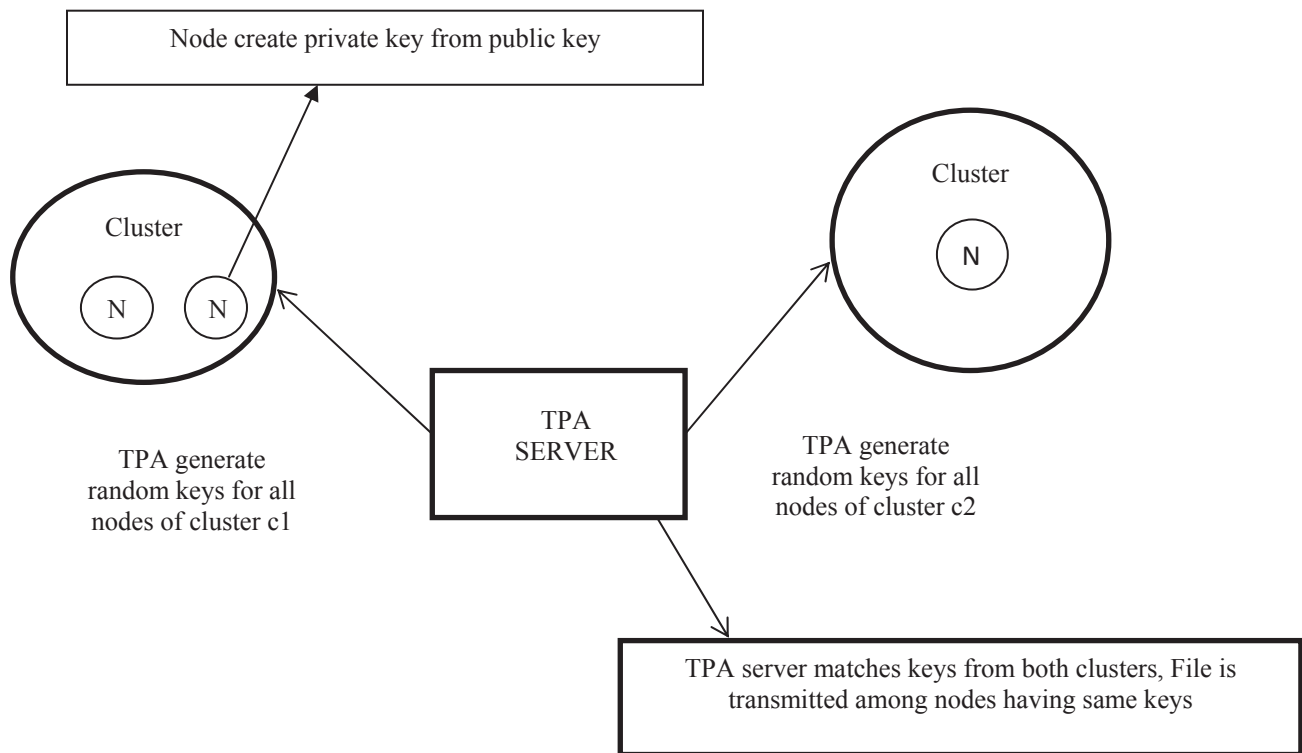 Node create private key from public key
Cluster
N
N
Cluster
N
TPA
SERVER
TPA generate
random keys for all
nodes of cluster c1
TPA generate
random keys for all
nodes of cluster c2
TPA server matches keys from both clusters, File is
transmitted among nodes having same keys